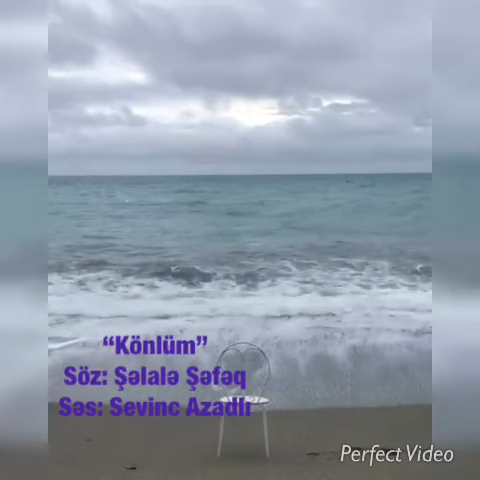 “Könlüm”
Söz: Şəlalə Şəfəq
Səs: Sevinc Azadlı
Perfect Video